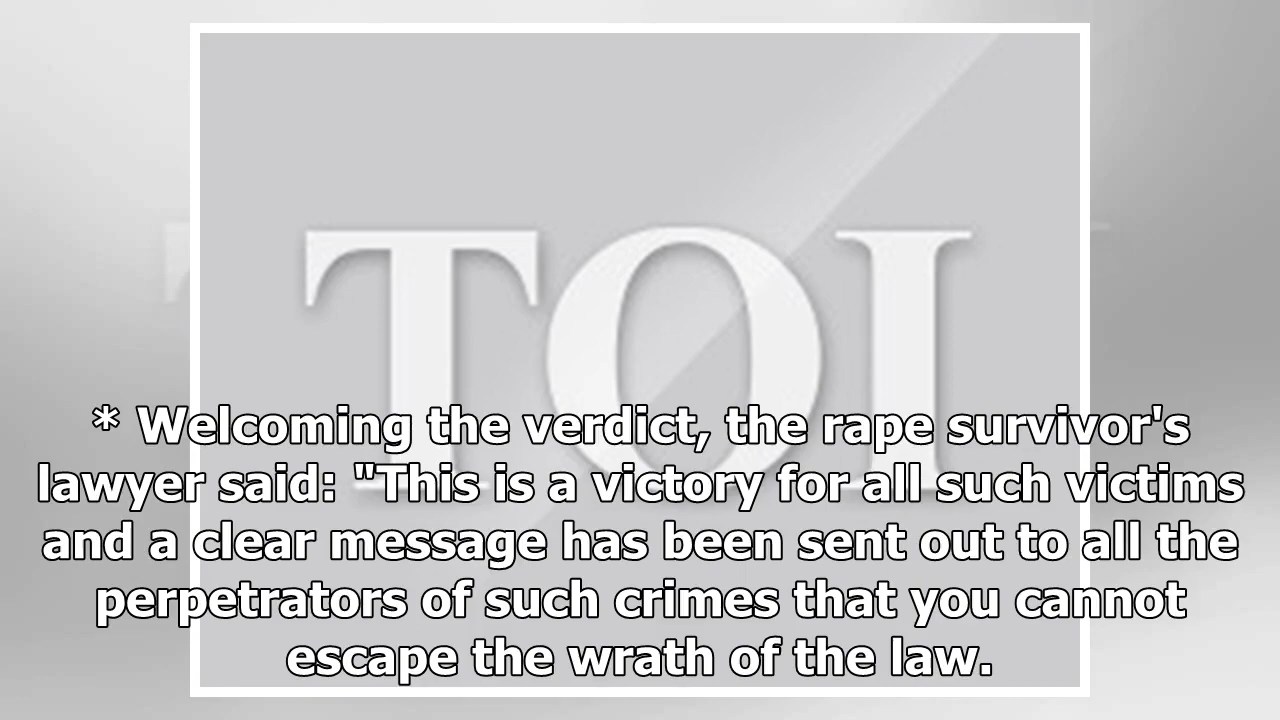 TOI
* Welcoming the verdict, the rape survivor's
lawyer said: "This is a victory for all such victims
and a clear message has been sent out to all the
perpetrators of such crimes that you cannot
escape the wrath of the law.